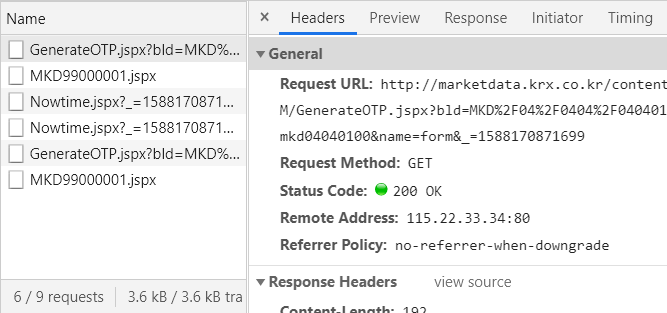 Name
GenerateOTP.jspx?bld=MKD%...
MKD99000001.jspx
Nowtime.jspx?_=1588170871...
Nowtime.jspx?_=1588170871...
GenerateOTP.jspx?bld=MKD%...
MKD99000001.jspx
6 / 9 requests 3.6 kB / 3.6 kB tra
× Headers Preview Response Initiator Timing
▼ General
Request URL: http://marketdata.krx.co.kr/content
M/GenerateOTP.jspx?bld=MKD%2F04%2F0404%2F040401
mkd04040100&name=form&_=1588170871699
Request Method: GET
Status Code: 200 OK
Remote Address: 115.22.33.34:80
Referrer Policy: no-referrer-when-downgrade
▼ Response Headers view source
Content-Length: 192